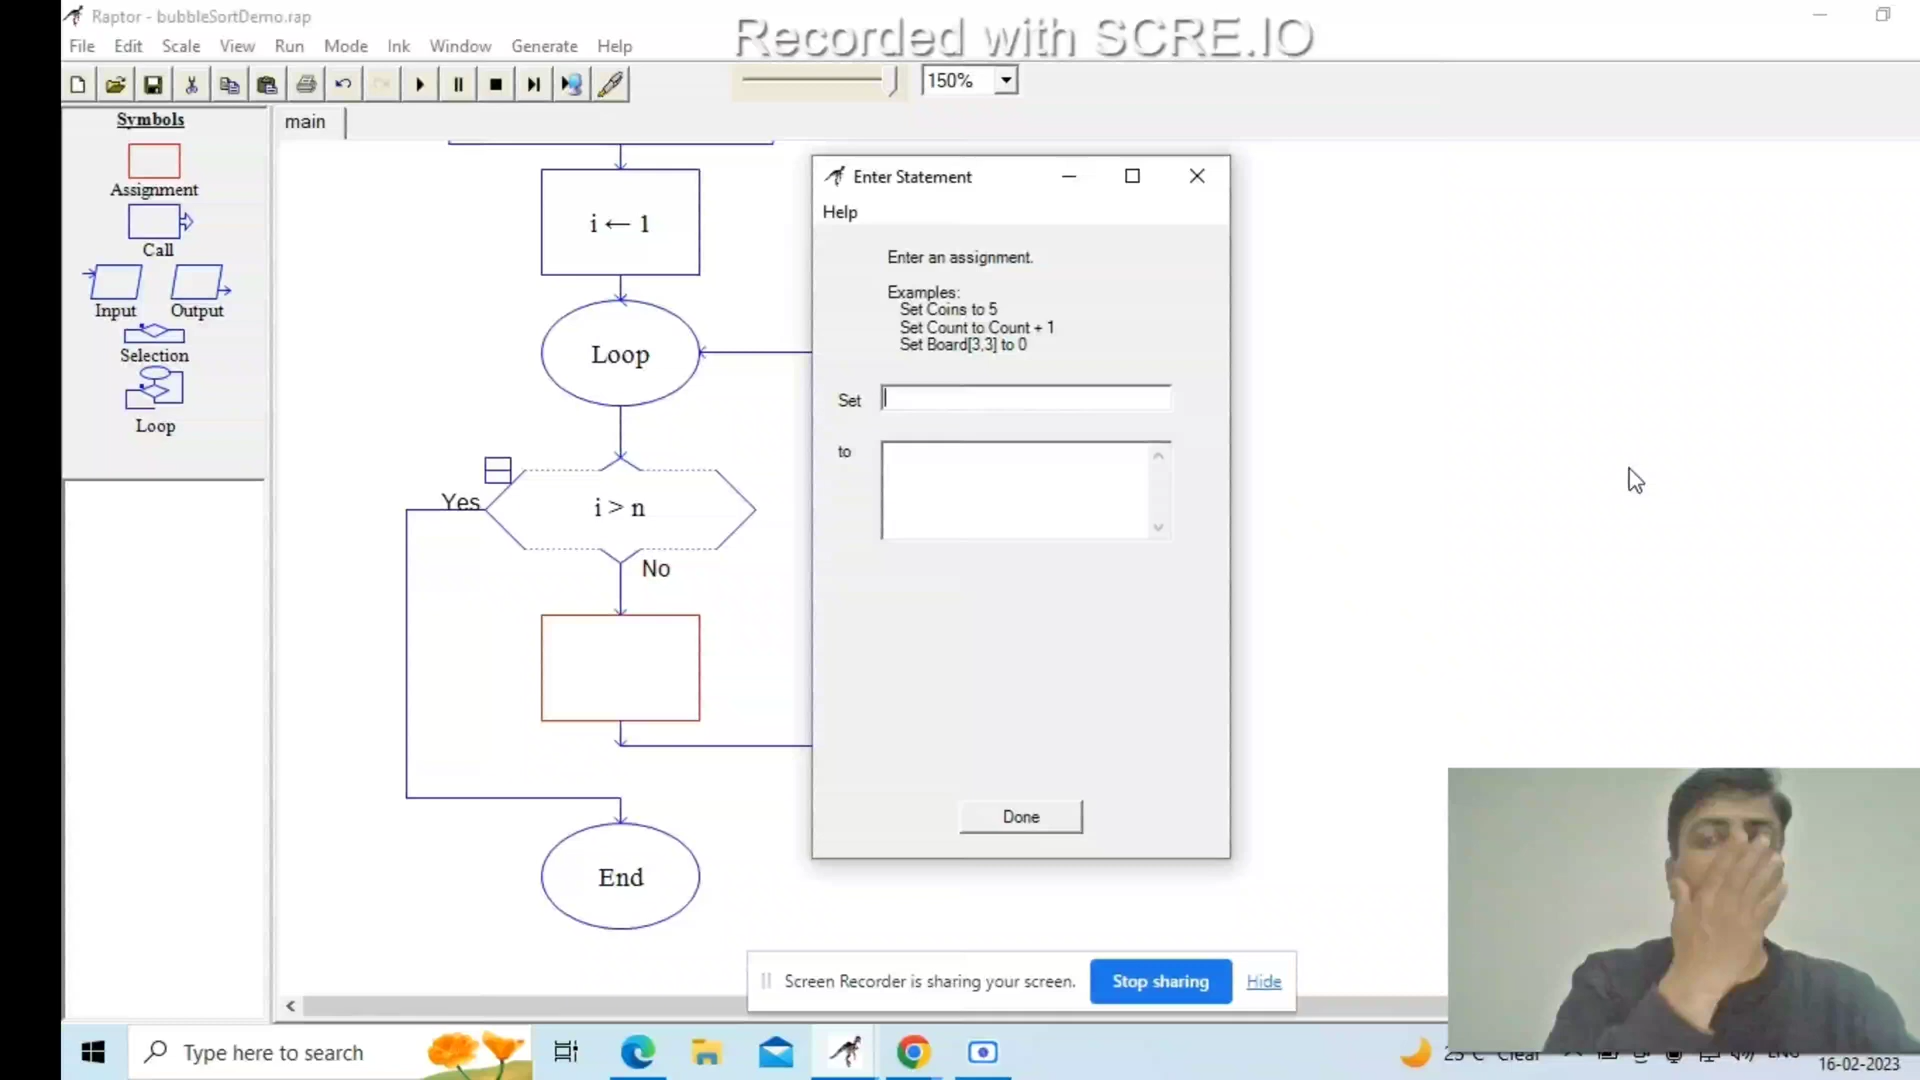 Raptor - bubbleSortDemo.rap
Recorded with SCRE.IO
File Edit Scale View Run Mode Ink Window Generate Help
150%
Symbols
main
Assignment
Call
Input Output
Selection
Loop
i ← 1
Loop
Yes
i > n
No
End
Enter Statement
Help
Enter an assignment.
Examples:
Set Coins to 5
Set Count to Count + 1
Set Board[3,3] to 0
Set
to
Done
Screen Recorder is sharing your screen. Stop sharing Hide
Type here to search
25°C Clear
ENG
16-02-2023